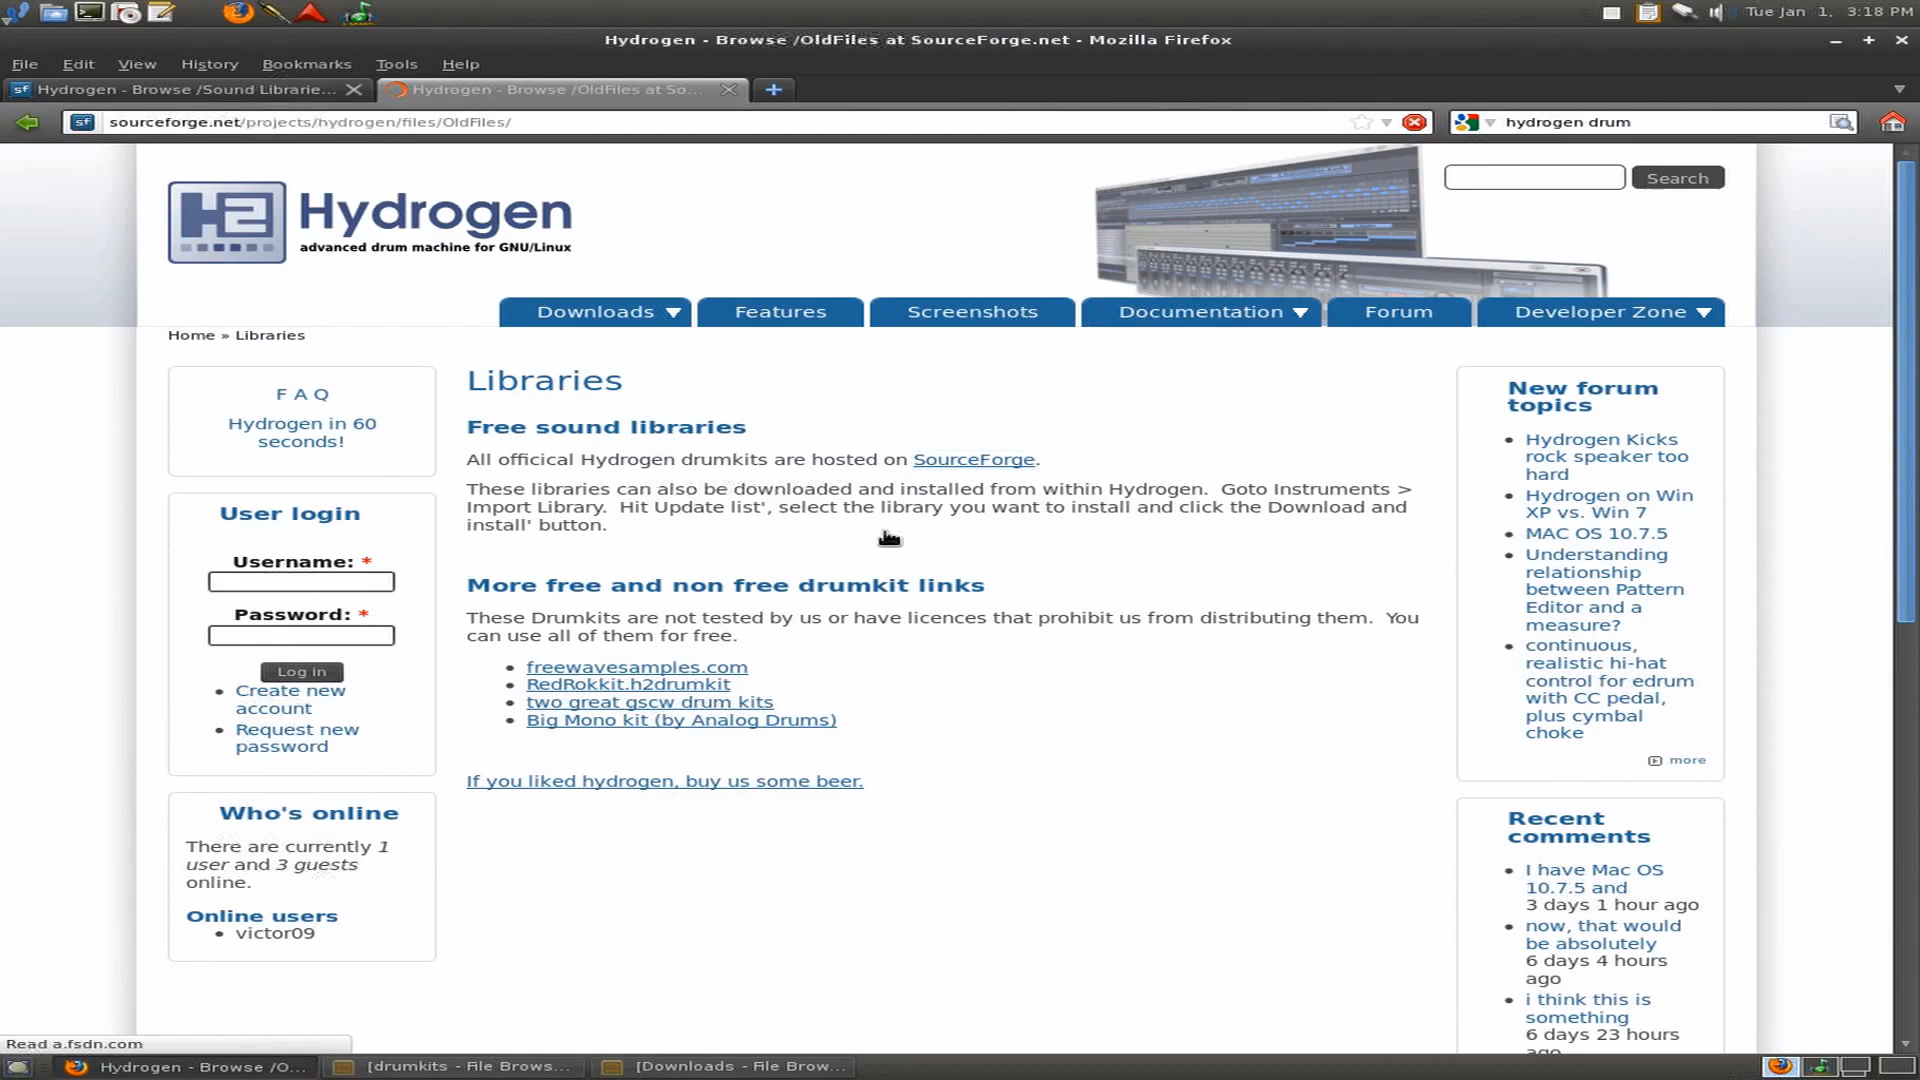 Tue Jan 1, 3:18 PM
Hydrogen - Browse /OldFiles at SourceForge.net - Mozilla Firefox
File Edit View History Bookmarks Tools Help
sf Hydrogen - Browse /Sound Librarie...
Hydrogen - Browse /OldFiles at So...
sf sourceforge.net/projects/hydrogen/files/OldFiles/
hydrogen drum
H2
Hydrogen
advanced drum machine for GNU/Linux
Search
Downloads
Features
Screenshots
Documentation
Forum
Developer Zone
Home » Libraries
F A Q
Hydrogen in 60
seconds!
User login
Username: *
Password: *
Log in
Create new
account
Request new
password
Who's online
There are currently 1
user and 3 guests
online.
Online users
victor09
Libraries
Free sound libraries
All officical Hydrogen drumkits are hosted on SourceForge.
These libraries can also be downloaded and installed from within Hydrogen. Goto Instruments >
Import Library. Hit Update list', select the library you want to install and click the Download and
install' button.
More free and non free drumkit links
These Drumkits are not tested by us or have licences that prohibit us from distributing them. You
can use all of them for free.
freewavesamples.com
RedRokkit.h2drumkit
two great gscw drum kits
Big Mono kit (by Analog Drums)
If you liked hydrogen, buy us some beer.
New forum
topics
Hydrogen Kicks
rock speaker too
hard
Hydrogen on Win
XP vs. Win 7
MAC OS 10.7.5
Understanding
relationship
between Pattern
Editor and a
measure?
continuous,
realistic hi-hat
control for edrum
with CC pedal,
plus cymbal
choke
more
Recent
comments
I have Mac OS
10.7.5 and
3 days 1 hour ago
now, that would
be absolutely
6 days 4 hours
ago
i think this is
something
6 days 23 hours
ago
Read a.fsdn.com
Hydrogen - Browse /O...
[drumkits - File Brows...
[Downloads - File Brow...